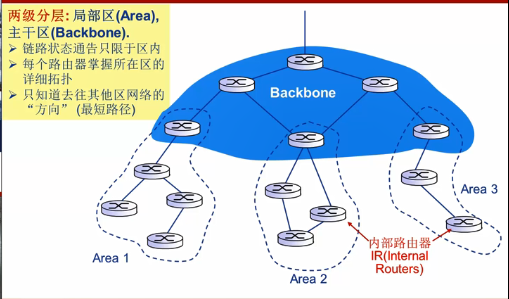 两级分层: 局部区(Area),
主干区(Backbone).
➢ 链路状态通告只限于区内
➢ 每个路由器掌握所在区的
详细拓扑
➢ 只知道去往其他区网络的
“方向” (最短路径)
Backbone
Area 1
Area 2
Area 3
内部路由器
IR(Internal
Routers)